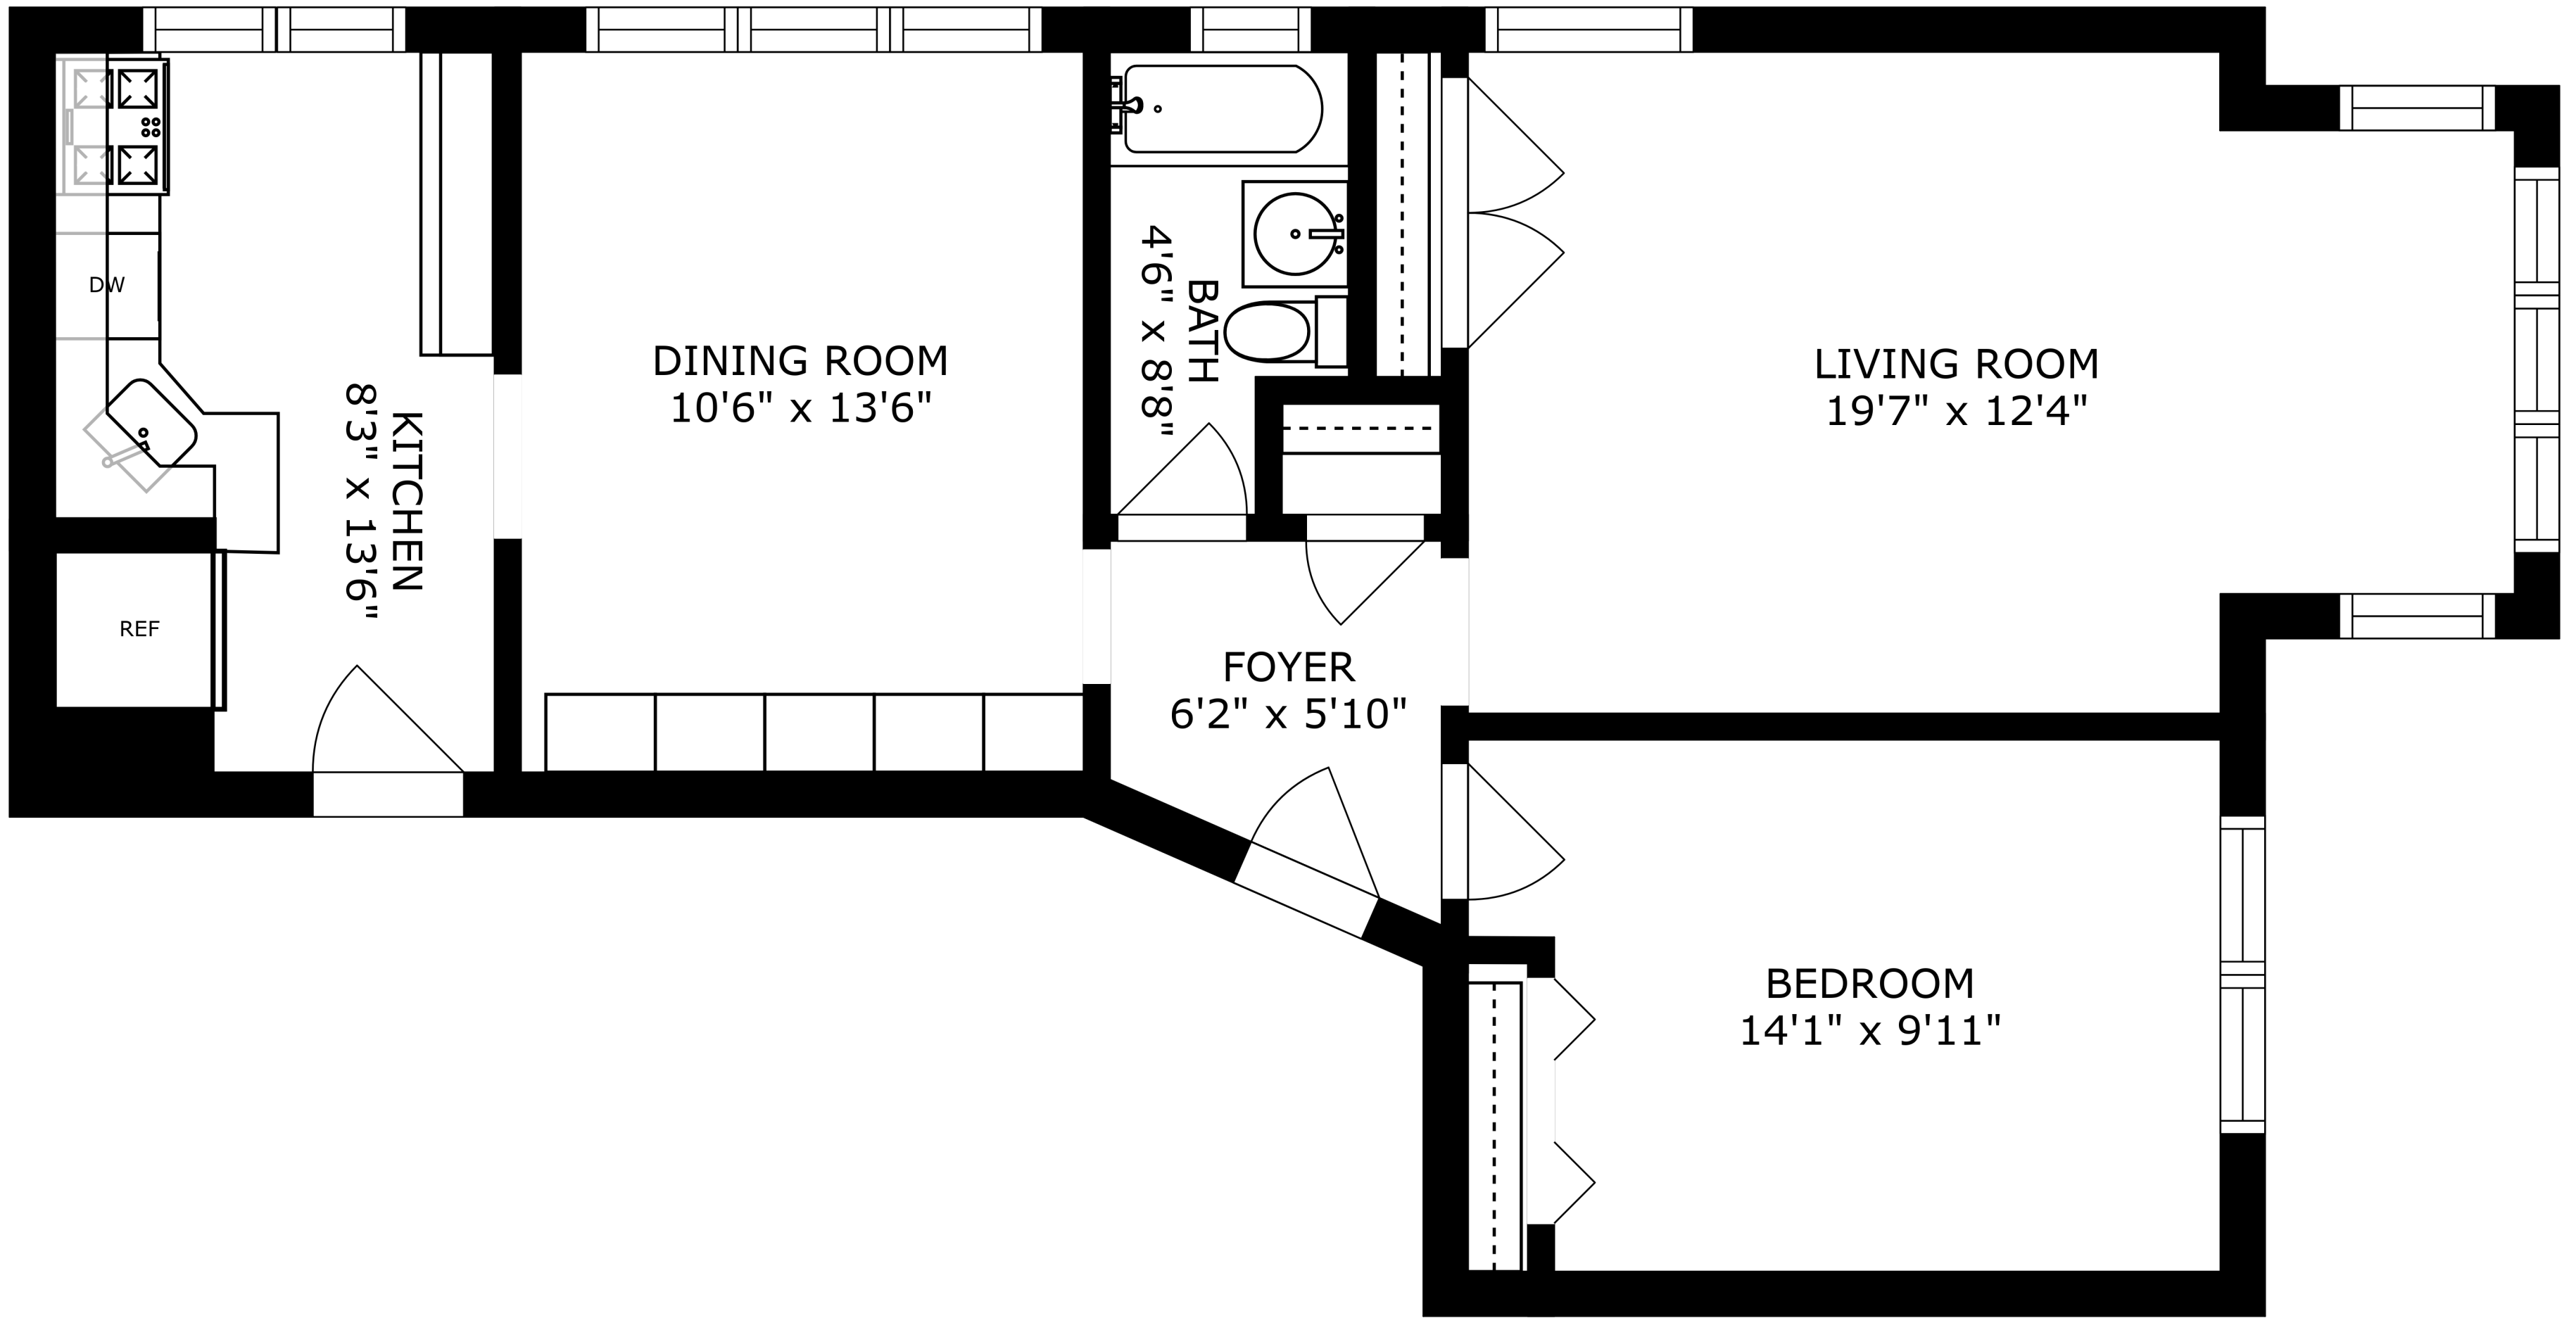 DW
REF
KITCHEN
8'3" x 13'6"
DINING ROOM
10'6" x 13'6"
BATH
4'6" x 8'8"
FOYER
6'2" x 5'10"
LIVING ROOM
19'7" x 12'4"
BEDROOM
14'1" x 9'11"